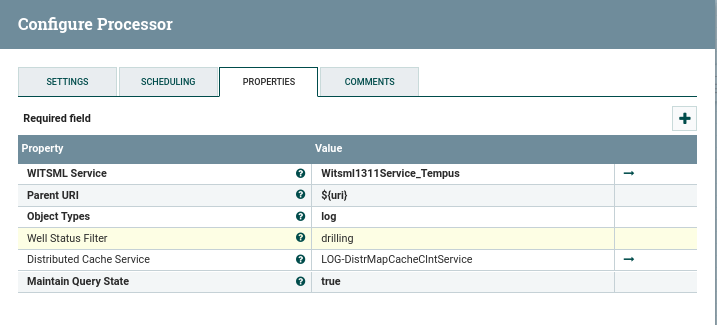 Configure Processor
SETTINGS SCHEDULING PROPERTIES COMMENTS
Required field
Property Value
WITSML Service Witsml1311Service_Tempus
Parent URI ${uri}
Object Types log
Well Status Filter drilling
Distributed Cache Service LOG-DistrMapCacheClntService
Maintain Query State true